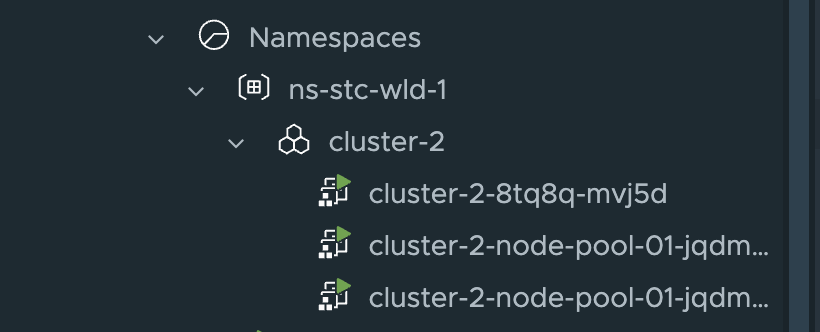 Namespaces
ns-stc-wld-1
cluster-2
cluster-2-8tq8q-mvj5d
cluster-2-node-pool-01-jqdm...
cluster-2-node-pool-01-jqdm...